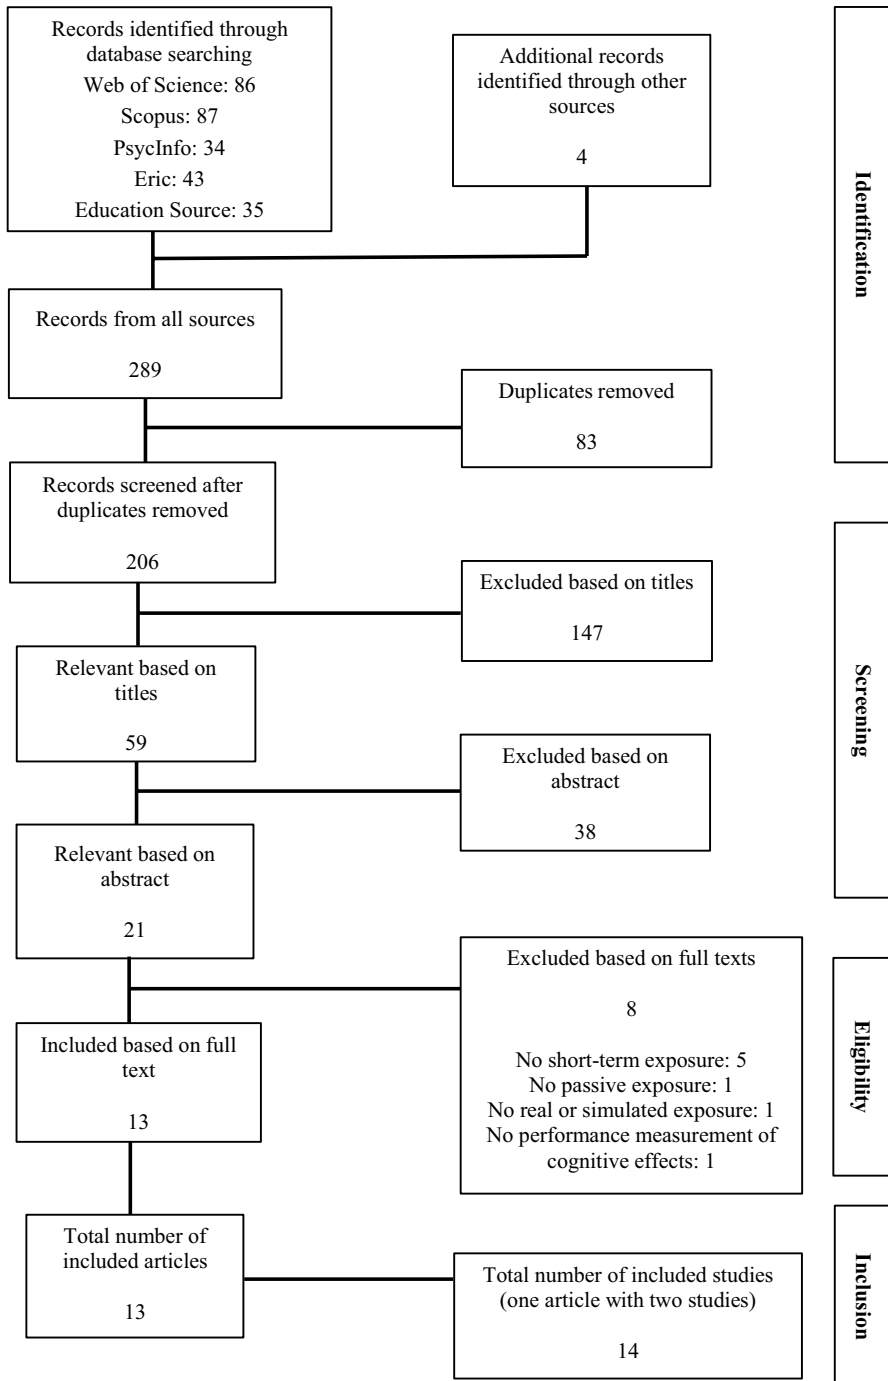 Records identified through
database searching
Web of Science: 86
Scopus: 87
PsycInfo: 34
Eric: 43
Education Source: 35
Additional records
identified through other
sources
4
Identification
Records from all sources
289
Duplicates removed
83
Records screened after
duplicates removed
206
Excluded based on titles
147
Screening
Relevant based on
titles
59
Excluded based on
abstract
38
Relevant based on
abstract
21
Excluded based on full texts
8
No short-term exposure: 5
No passive exposure: 1
No real or simulated exposure: 1
No performance measurement of
cognitive effects: 1
Eligibility
Included based on full
text
13
Total number of
included articles
13
Total number of included studies
(one article with two studies)
14
Inclusion